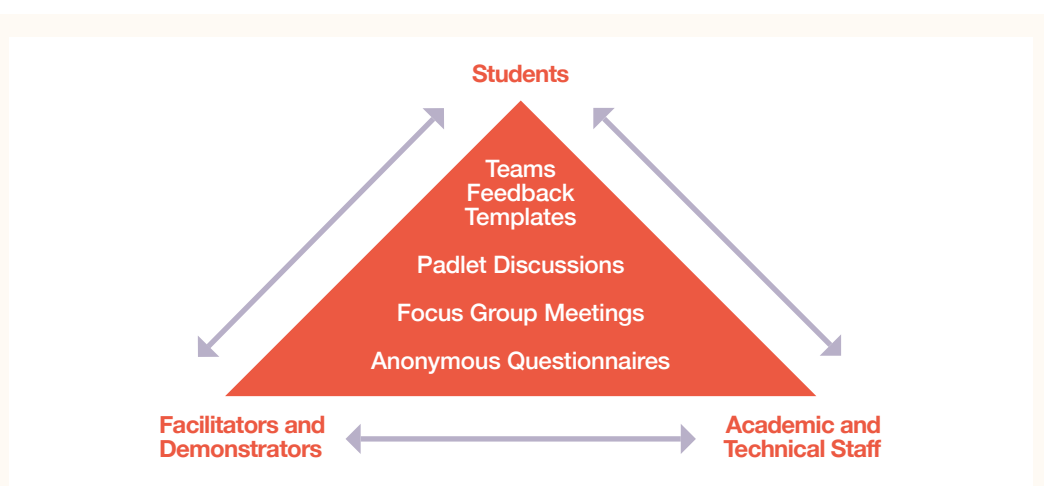 Students
Teams
Feedback
Templates
Padlet Discussions
Focus Group Meetings
Anonymous Questionnaires
Facilitators and
Demonstrators
Academic and
Technical Staff